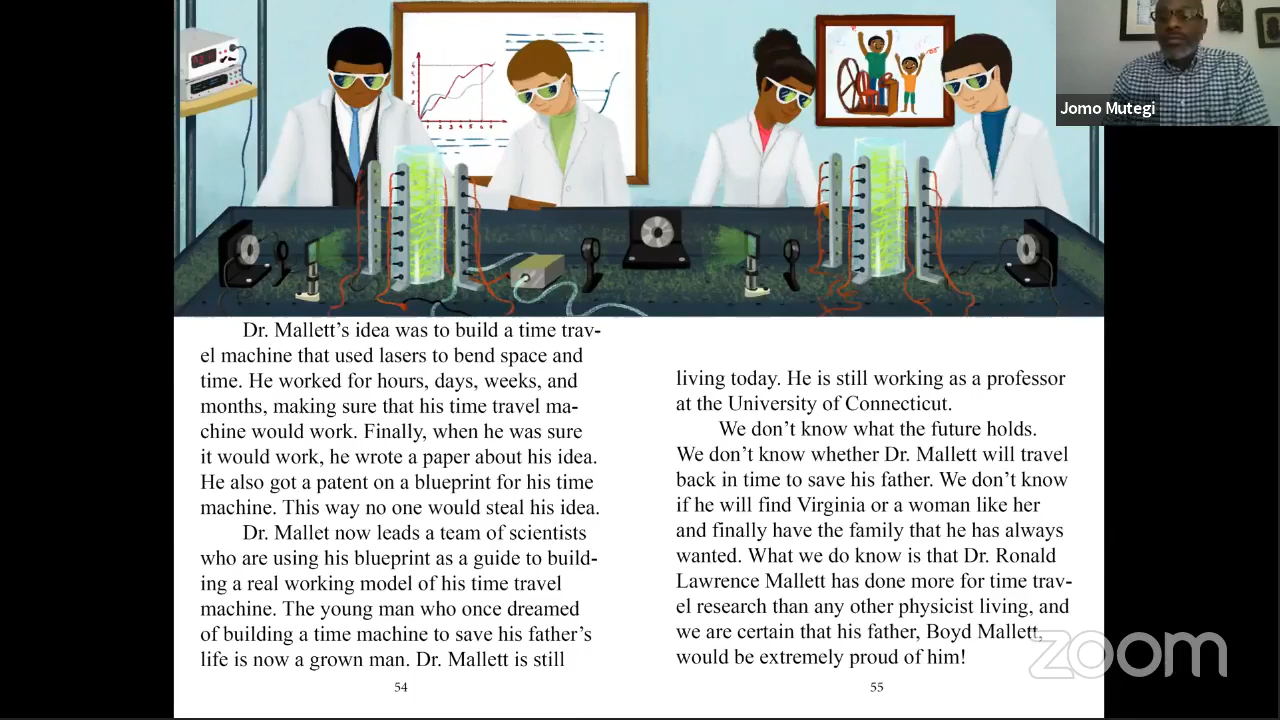 Jomo Mutegi
Dr. Mallett's idea was to build a time trav-
el machine that used lasers to bend space and
time. He worked for hours, days, weeks, and
months, making sure that his time travel ma-
chine would work. Finally, when he was sure
it would work, he wrote a paper about his idea.
He also got a patent on a blueprint for his time
machine. This way no one would steal his idea.
Dr. Mallet now leads a team of scientists
who are using his blueprint as a guide to build-
ing a real working model of his time travel
machine. The young man who once dreamed
of building a time machine to save his father's
life is now a grown man. Dr. Mallett is still
54
living today. He is still working as a professor
at the University of Connecticut.
We don't know what the future holds.
We don't know whether Dr. Mallett will travel
back in time to save his father. We don't know
if he will find Virginia or a woman like her
and finally have the family that he has always
wanted. What we do know is that Dr. Ronald
Lawrence Mallett has done more for time trav-
el research than any other physicist living, and
we are certain that his father, Boyd Mallett,
would be extremely proud of him!
55
zoom